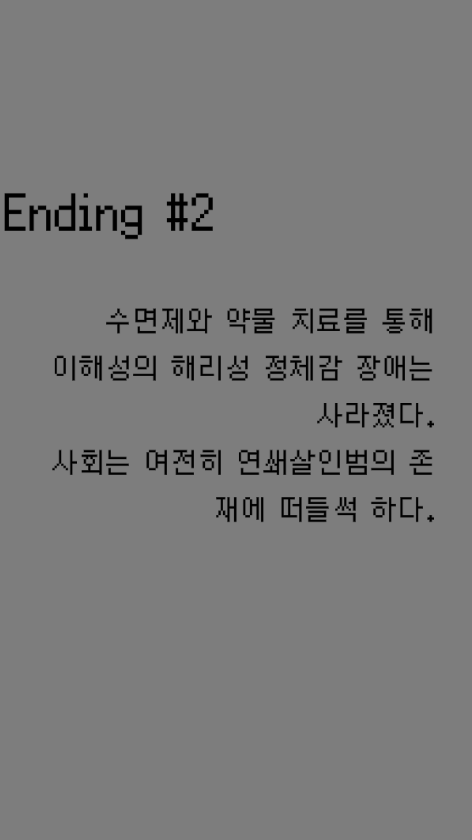 Ending #2
수면제와 약물 치료를 통해
이해성의 해리성 정체감 장애는
사라졌다.
사회는 여전히 연쇄살인범의 존
재에 떠들썩 하다.